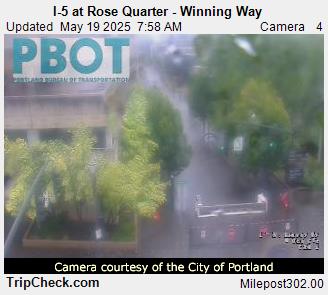 I-5 at Rose Quarter - Winning Way
Updated May 19 2025 7:58 AM Camera 4
PBOT
PORTLAND BUREAU OF TRANSPORTATION
Camera courtesy of the City of Portland
TripCheck.com Milepost302.00